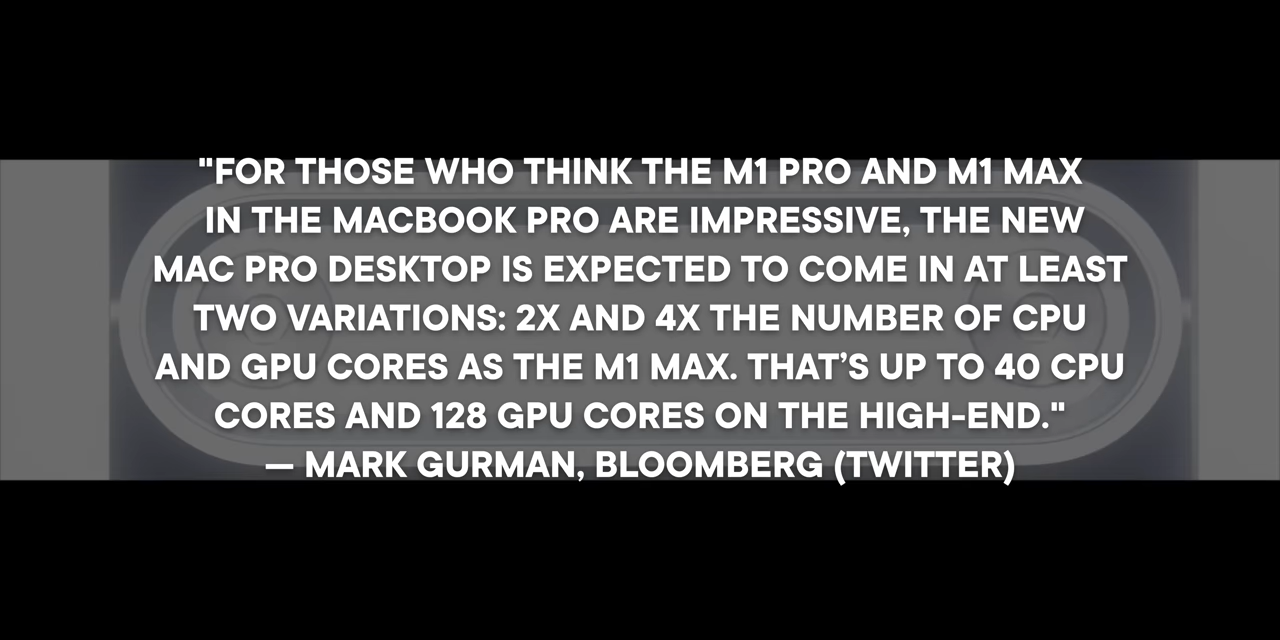 "FOR THOSE WHO THINK THE M1 PRO AND M1 MAX
IN THE MACBOOK PRO ARE IMPRESSIVE, THE NEW
MAC PRO DESKTOP IS EXPECTED TO COME IN AT LEAST
TWO VARIATIONS: 2X AND 4X THE NUMBER OF CPU
AND GPU CORES AS THE M1 MAX. THAT’S UP TO 40 CPU
CORES AND 128 GPU CORES ON THE HIGH-END."
— MARK GURMAN, BLOOMBERG (TWITTER)